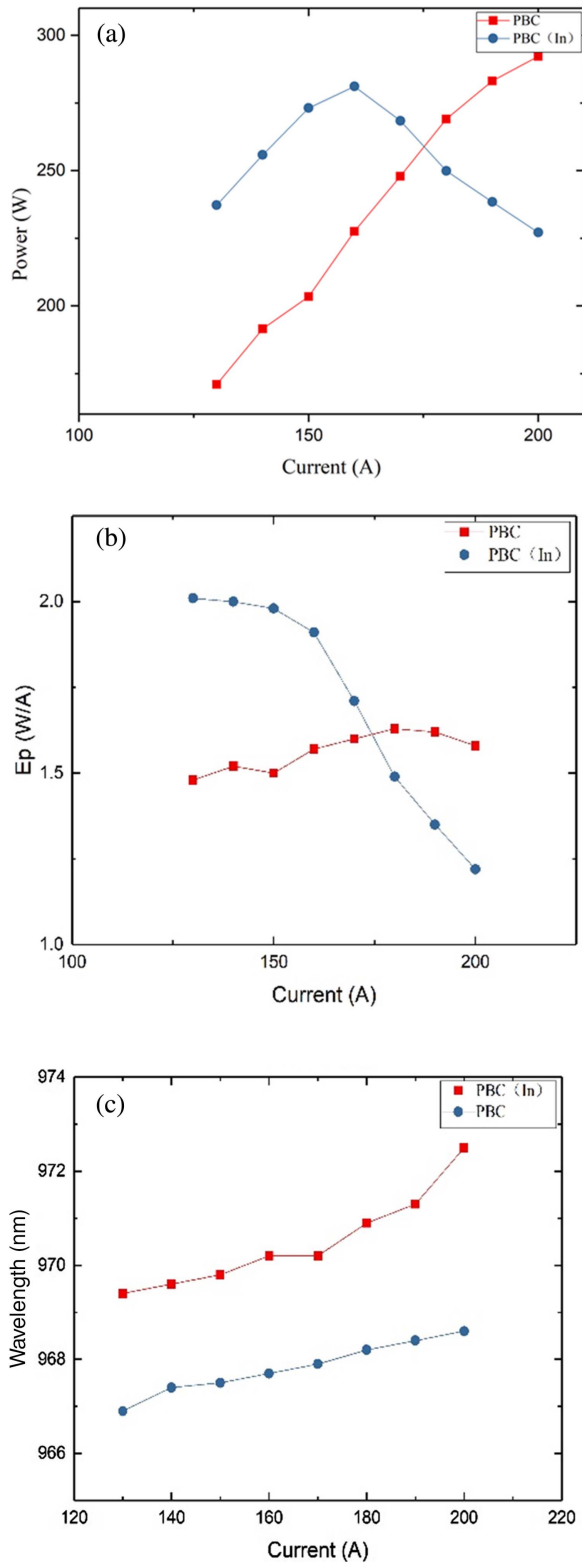 (a)
PBC
PBC（In）
300
250
200
Power (W)
100
150
200
Current (A)
(b)
PBC
PBC（In）
2.0
1.5
1.0
Ep (W/A)
100
150
200
Current (A)
(c)
PBC（In）
PBC
974
972
970
968
966
Wavelength (nm)
120
140
160
180
200
220
Current (A)